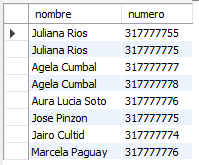 nombre numero
Juliana Rios 317777755
Juliana Rios 317777775
Agela Cumbal 317777777
Agela Cumbal 317777778
Aura Lucia Soto 317777776
Jose Pinzon 317777775
Jairo Cultid 317777774
Marcela Paguay 317777776